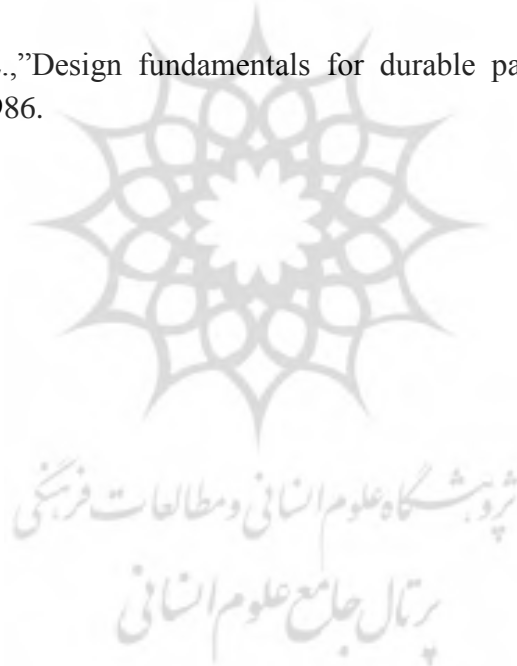 .,”Design fundamentals for durable pa
986.
پژوهشگاه علوم انسانی و مطالعات فرهنگی
پرتال جامع علوم انسانی